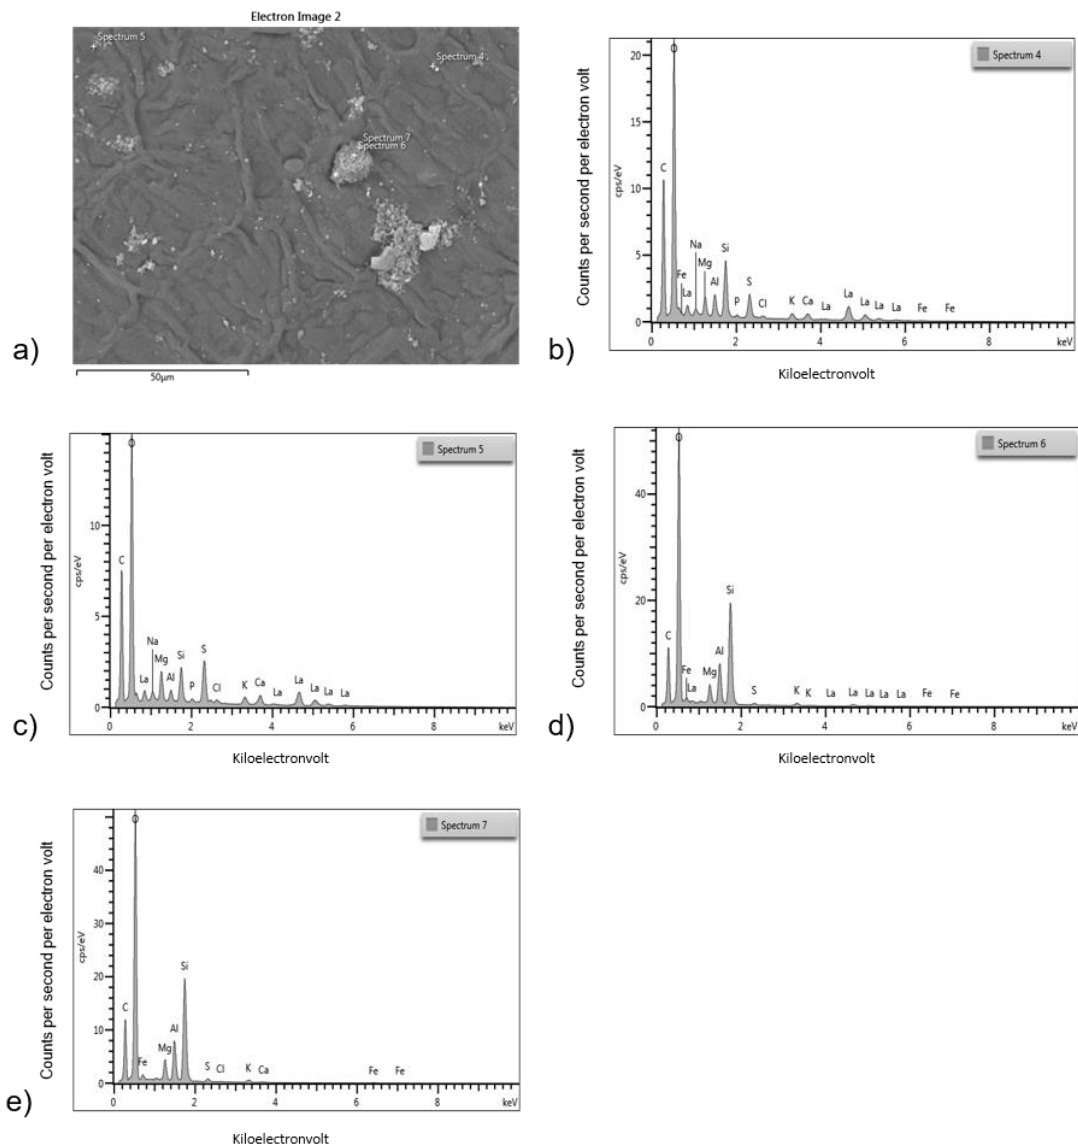 Electron Image 2
Spectrum 5
Spectrum 4
Spectrum 7
Spectrum 6
50µm
a)
Counts per second per electron volt
cps/eV
20
15
10
5
0
O
C
Fe
La
Na
Mg
Al
Si
P
S
Cl
K
Ca
La
La
La
La
La
Fe
Fe
Spectrum 4
0
2
4
6
8
keV
Kiloelectronvolt
b)
Counts per second per electron volt
cps/eV
10
5
0
O
C
La
Na
Mg
Al
Si
P
S
Cl
K
Ca
La
La
La
La
La
Spectrum 5
0
2
4
6
8
keV
Kiloelectronvolt
c)
Counts per second per electron volt
cps/eV
40
20
0
O
C
Fe
La
Mg
Al
Si
S
K
K
La
La
La
La
La
Fe
Fe
Spectrum 6
0
2
4
6
8
keV
Kiloelectronvolt
d)
Counts per second per electron volt
cps/eV
40
30
20
10
0
O
C
Fe
Mg
Al
Si
S
Cl
K
Ca
Fe
Fe
Spectrum 7
0
2
4
6
8
keV
Kiloelectronvolt
e)